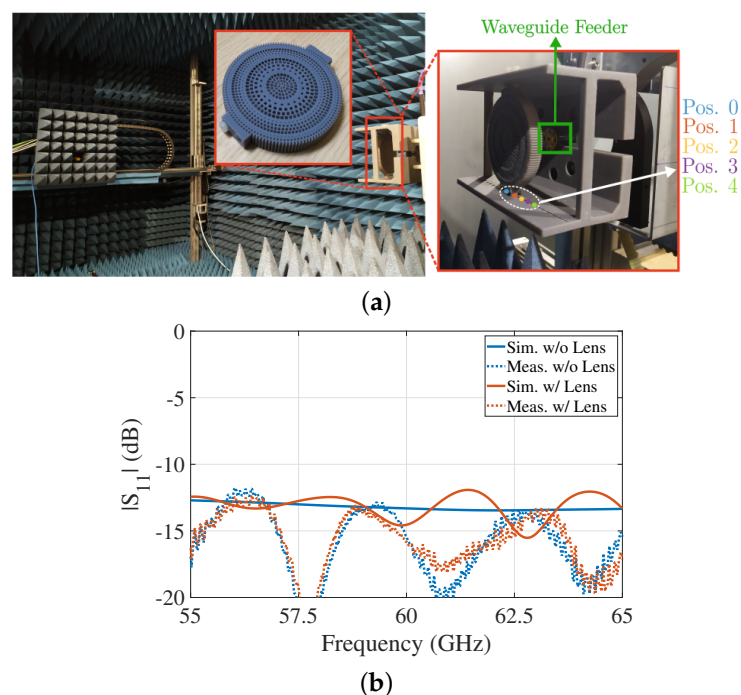 Waveguide Feeder
Pos. 0
Pos. 1
Pos. 2
Pos. 3
Pos. 4
(a)
0
-5
-10
-15
-20
|S11| (dB)
Sim. w/o Lens
Meas. w/o Lens
Sim. w/ Lens
Meas. w/ Lens
55
57.5
60
62.5
65
Frequency (GHz)
(b)